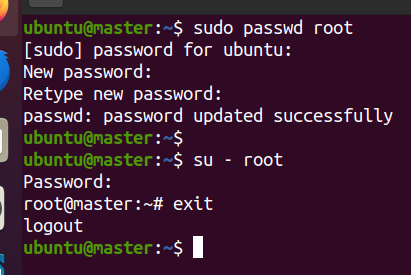 ubuntu@master:~$ sudo passwd root
[sudo] password for ubuntu:
New password:
Retype new password:
passwd: password updated successfully
ubuntu@master:~$
ubuntu@master:~$ su - root
Password:
root@master:~# exit
logout
ubuntu@master:~$